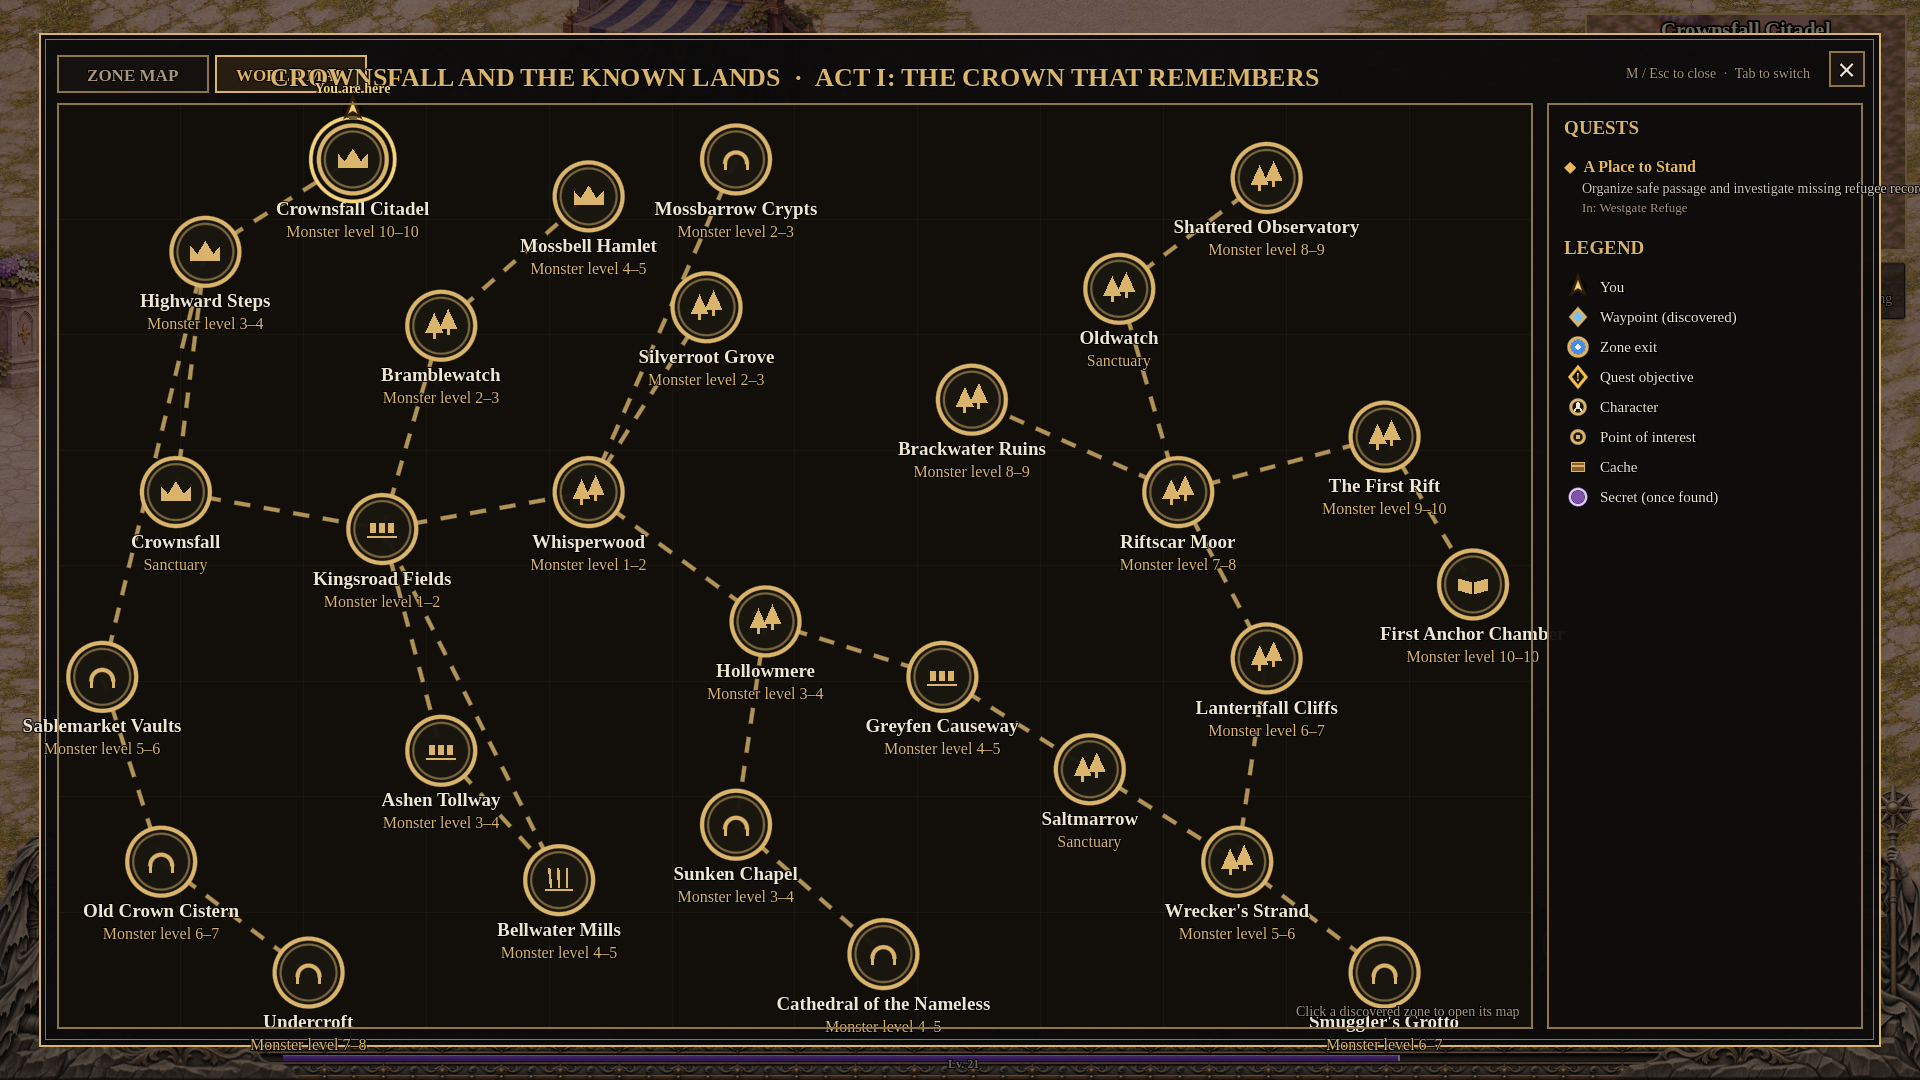 Crownsfall Citadel
ZONE MAP
CROWNSFALL AND THE KNOWN LANDS · ACT I: THE CROWN THAT REMEMBERS
M / Esc to close · Tab to switch
You are here
Crownsfall Citadel
Monster level 10–10
Mossbell Hamlet
Monster level 4–5
Mossbarrow Crypts
Monster level 2–3
Shattered Observatory
Monster level 8–9
Highward Steps
Monster level 3–4
Bramblewatch
Monster level 2–3
Silverroot Grove
Monster level 2–3
Oldwatch
Sanctuary
Brackwater Ruins
Monster level 8–9
The First Rift
Monster level 9–10
Crownsfall
Sanctuary
Kingsroad Fields
Monster level 1–2
Whisperwood
Monster level 1–2
Riftscar Moor
Monster level 7–8
First Anchor Chamber
Monster level 10–10
Hollowmere
Monster level 3–4
Sablemarket Vaults
Monster level 5–6
Greyfen Causeway
Monster level 4–5
Lanternfall Cliffs
Monster level 6–7
Ashen Tollway
Monster level 3–4
Saltmarrow
Sanctuary
Sunken Chapel
Monster level 3–4
Old Crown Cistern
Monster level 6–7
Bellwater Mills
Monster level 4–5
Wrecker's Strand
Monster level 5–6
Undercroft
Monster level 7–8
Cathedral of the Nameless
Monster level 4–5
Click a discovered zone to open its map
Smuggler's Grotto
Monster level 6–7
QUESTS
A Place to Stand
Organize safe passage and investigate missing refugee recor
In: Westgate Refuge
LEGEND
You
Waypoint (discovered)
Zone exit
Quest objective
Character
Point of interest
Cache
Secret (once found)
Lv. 21